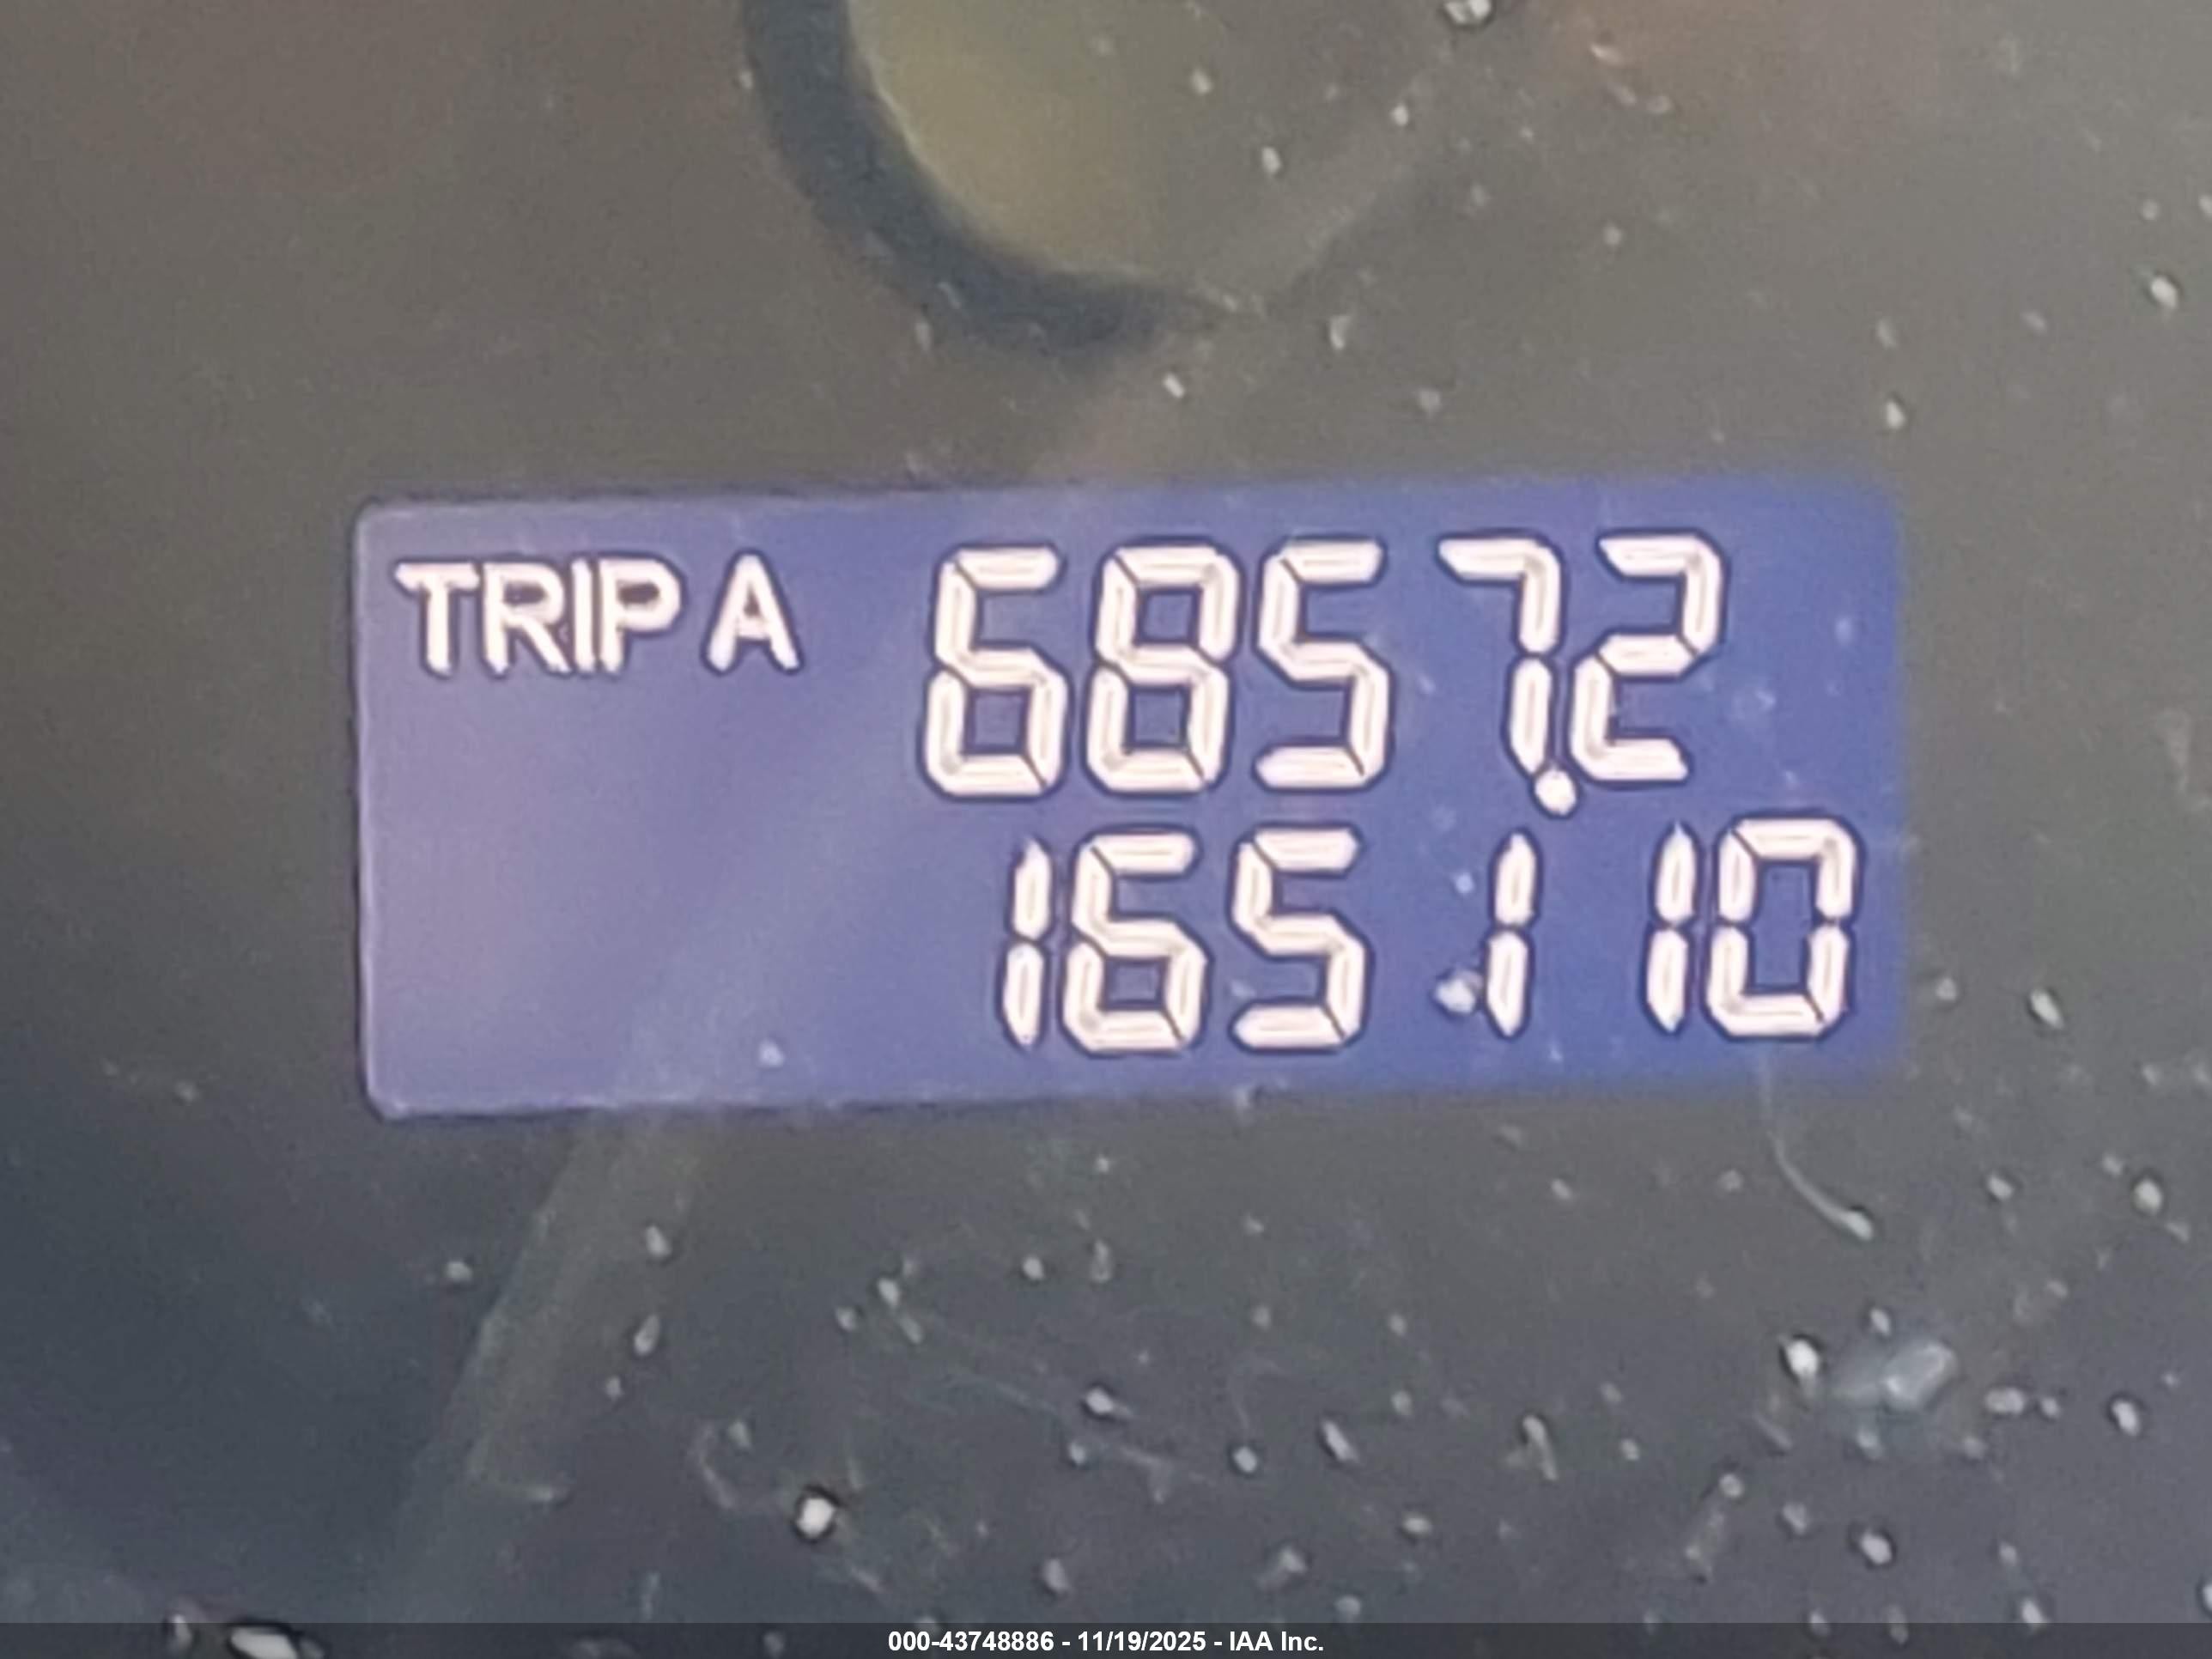 TRIP A 6857.2
165110
000-43748886 - 11/19/2025 - IAA Inc.